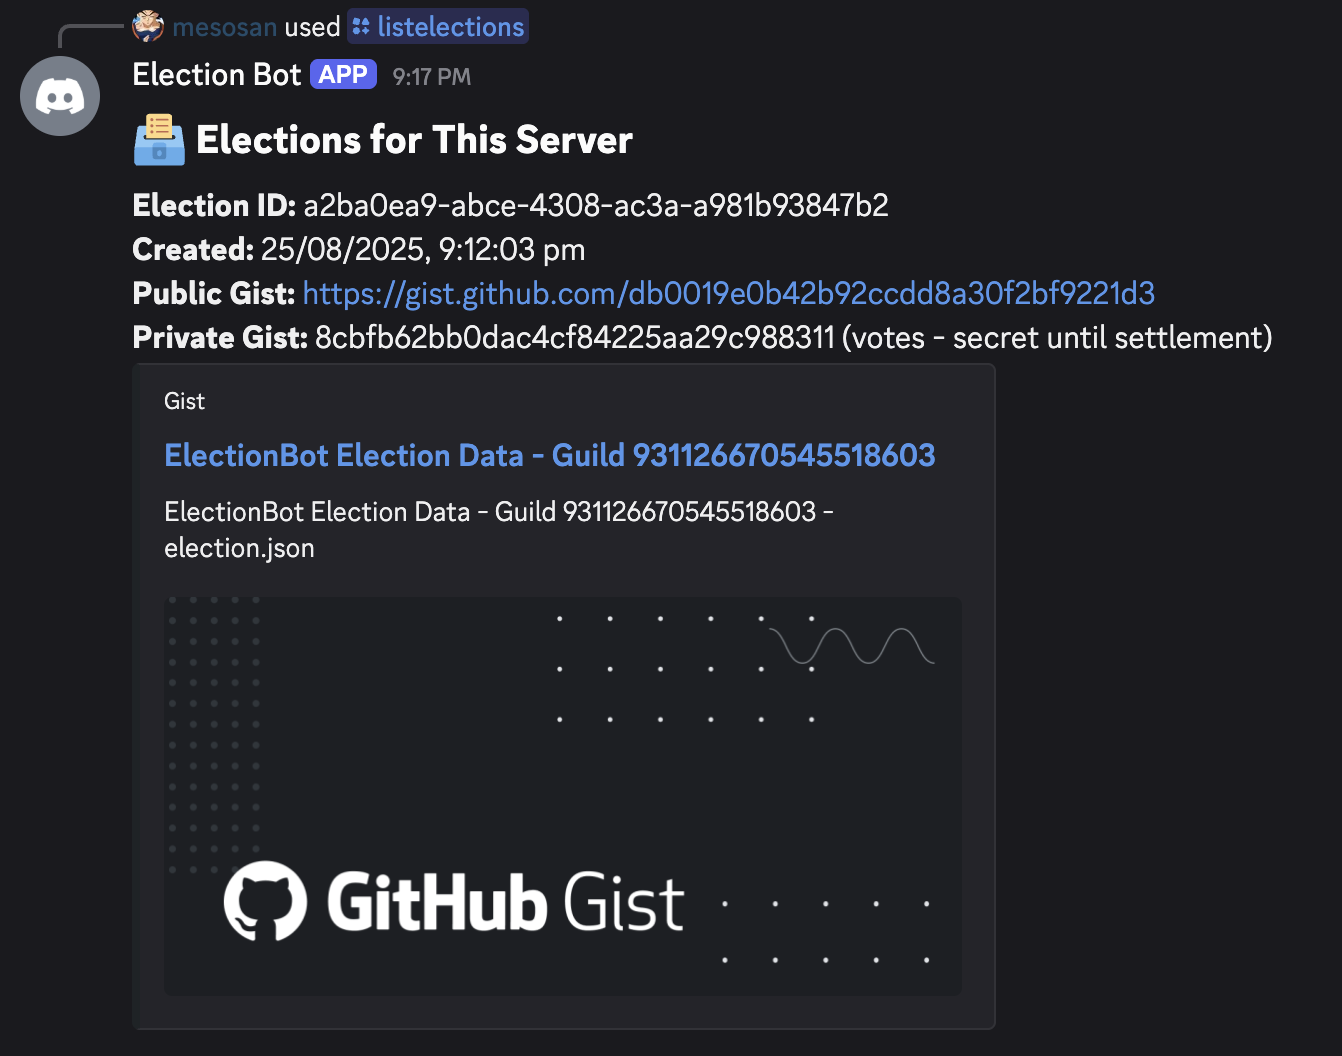 mesosan used listelections
Election Bot APP 9:17 PM
Elections for This Server
Election ID: a2ba0ea9-abce-4308-ac3a-a981b93847b2
Created: 25/08/2025, 9:12:03 pm
Public Gist: https://gist.github.com/db0019e0b42b92ccdd8a30f2bf9221d3
Private Gist: 8cbfb62bb0dac4cf84225aa29c988311 (votes - secret until settlement)
Gist
ElectionBot Election Data - Guild 931126670545518603
ElectionBot Election Data - Guild 931126670545518603 -
election.json
GitHub Gist